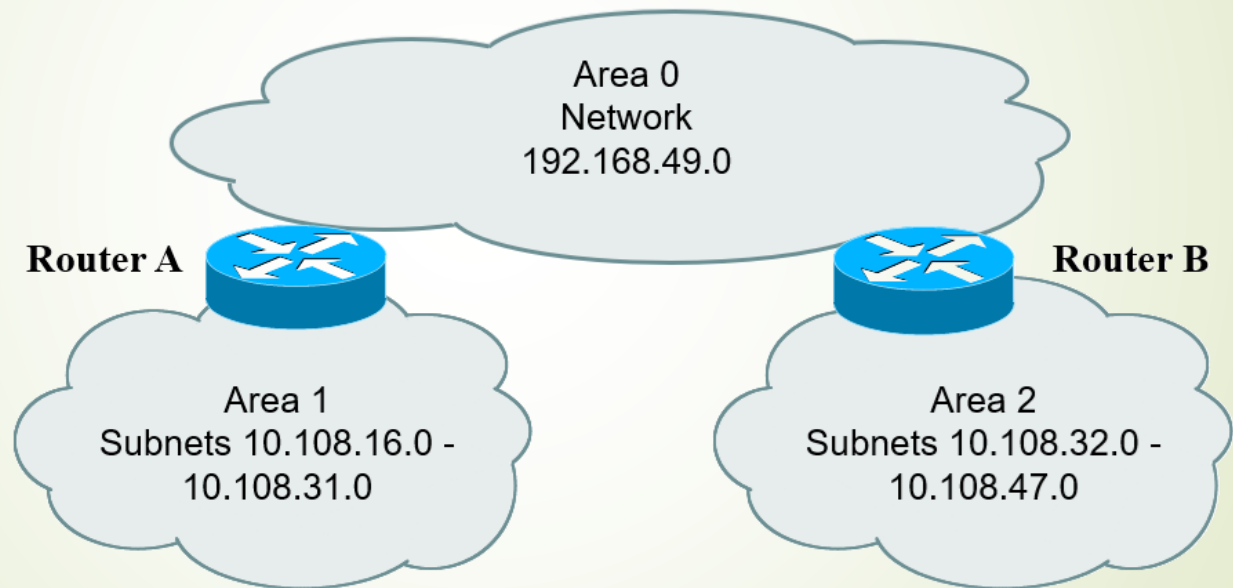 Area 0
Network
192.168.49.0
Router A
Router B
Area 1
Subnets 10.108.16.0 -
10.108.31.0
Area 2
Subnets 10.108.32.0 -
10.108.47.0